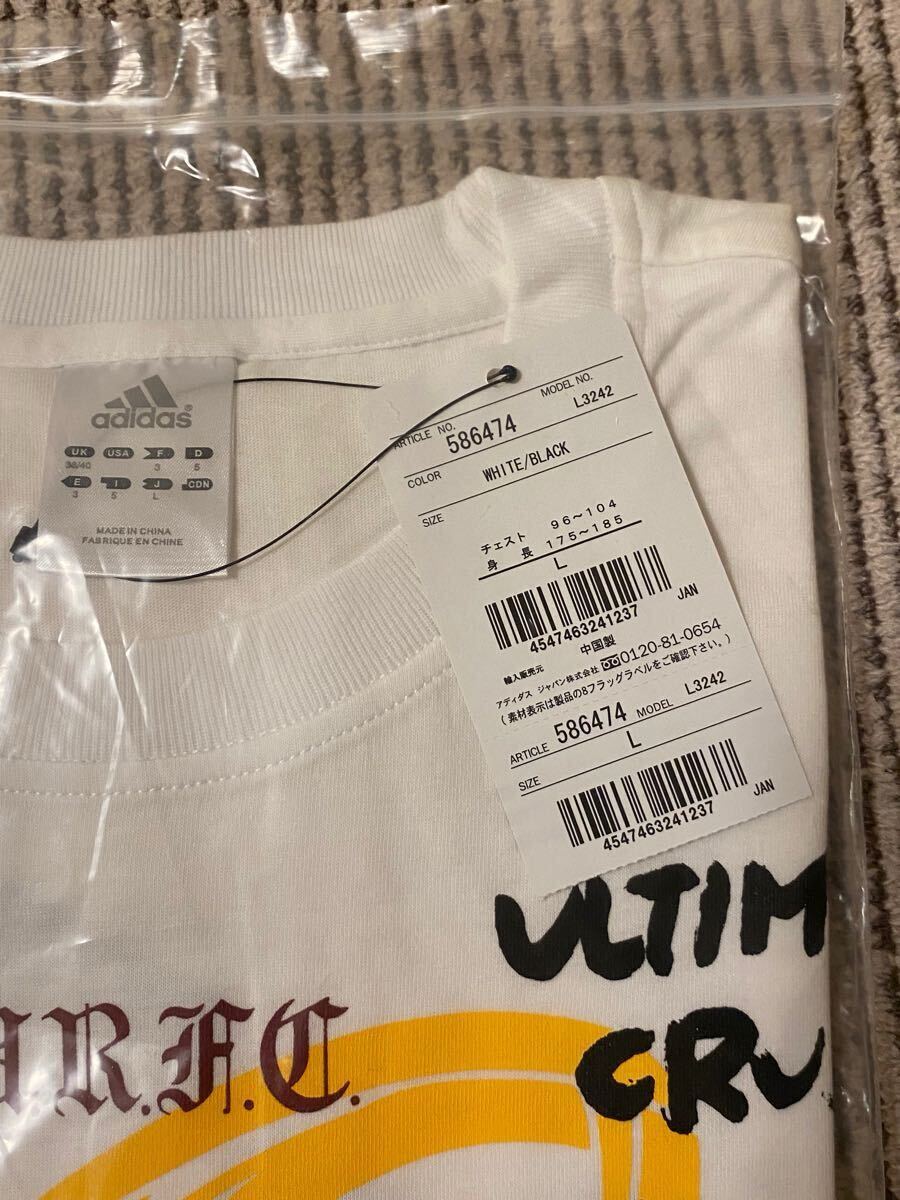 adidas
UK USA F D
38/40 5 3 5
E I J CDN
3 5 L
MADE IN CHINA
FABRIQUE EN CHINE
ARTICLE NO. 586474 MODEL NO. L3242
COLOR WHITE/BLACK
SIZE
チェスト 96~104
身長 175~185
L
4547463241237 JAN
中国製
輸入販売元
アディダス ジャパン株式会社 0120-81-0654
(素材表示は製品の8フラッグラベルをご確認下さい。)
ARTICLE 586474 MODEL L3242
SIZE L
4547463241237 JAN
ULTIM
CRU
R.F.C.